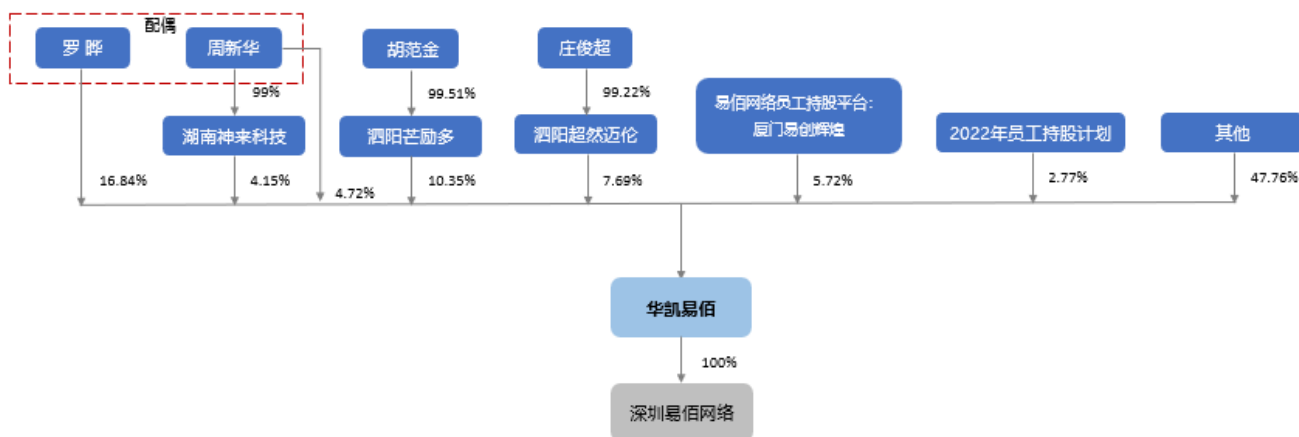 配偶
罗 晔
周新华
胡范金
庄俊超
99%
99.51%
99.22%
易佰网络员工持股平台：
厦门易创辉煌
湖南神来科技
泗阳芒励多
泗阳超然迈伦
2022年员工持股计划
其他
16.84%
4.15%
4.72%
10.35%
7.69%
5.72%
2.77%
47.76%
华凯易佰
100%
深圳易佰网络